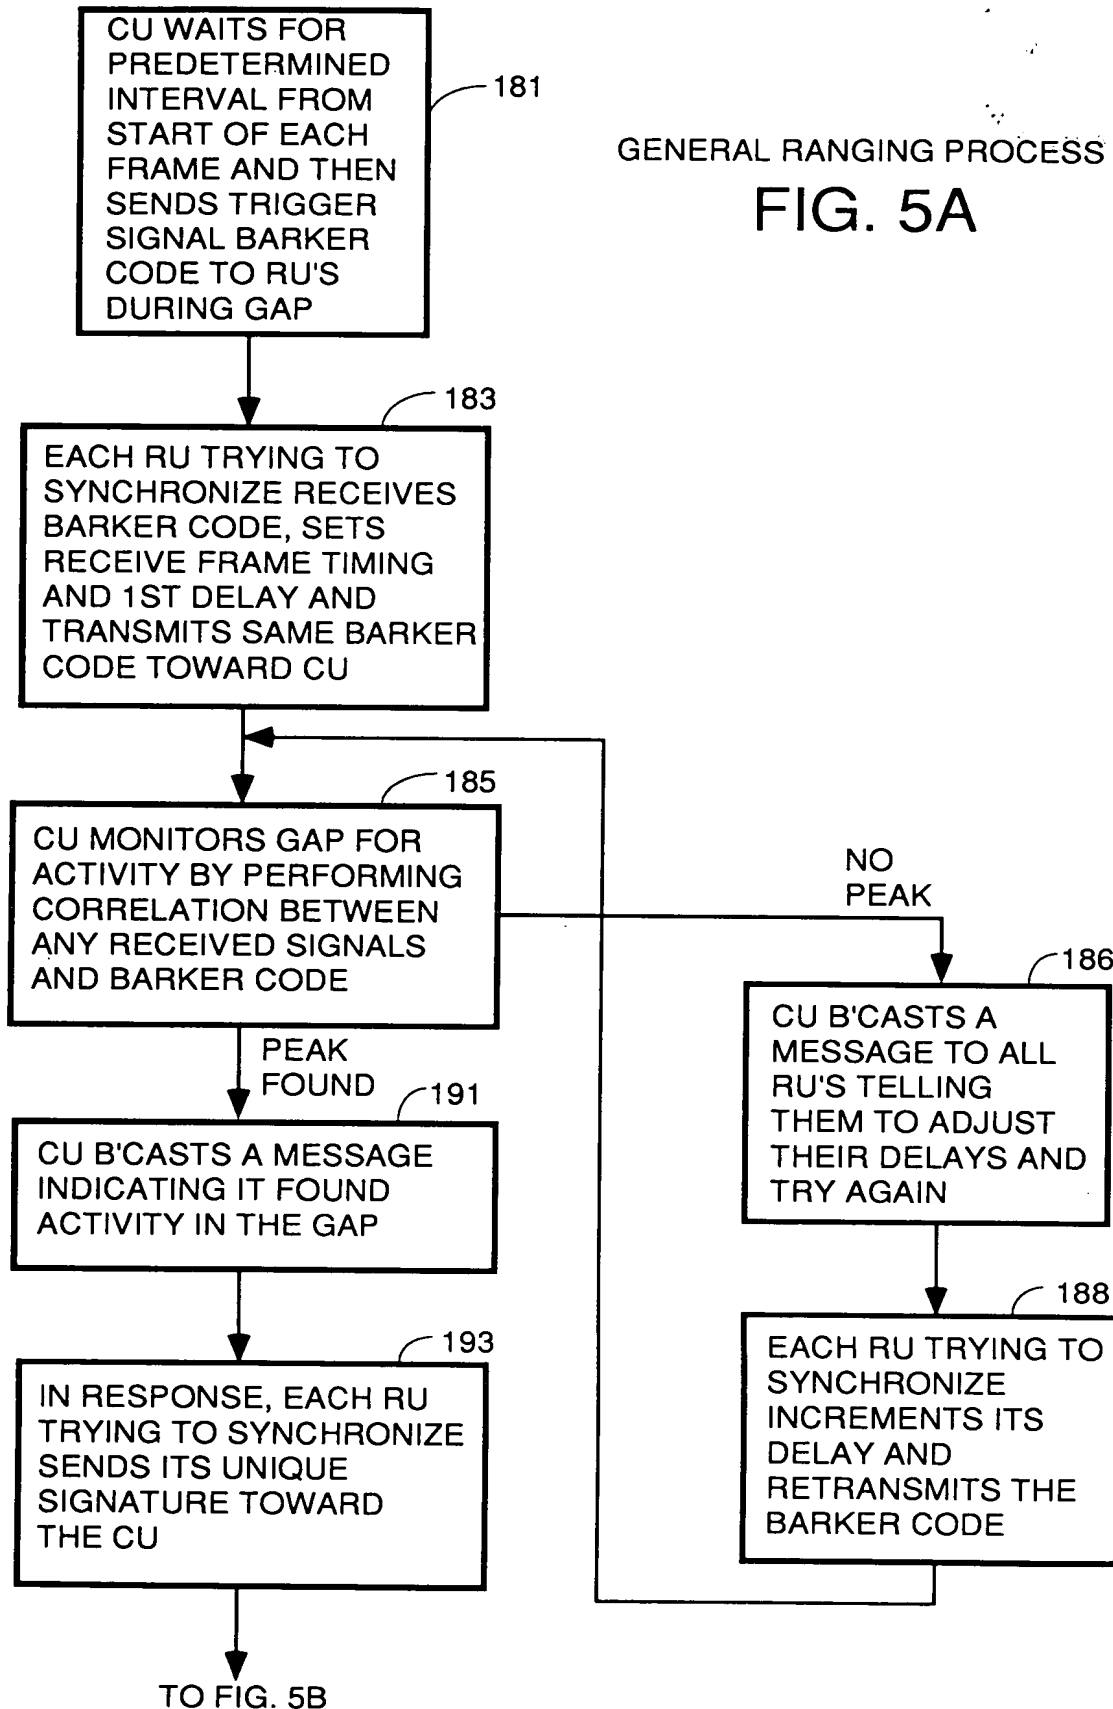 CU WAITS FOR
PREDETERMINED
INTERVAL FROM
START OF EACH
FRAME AND THEN
SENDS TRIGGER
SIGNAL BARKER
CODE TO RU'S
DURING GAP
181
GENERAL RANGING PROCESS
FIG. 5A
183
EACH RU TRYING TO
SYNCHRONIZE RECEIVES
BARKER CODE, SETS
RECEIVE FRAME TIMING
AND 1ST DELAY AND
TRANSMITS SAME BARKER
CODE TOWARD CU
185
CU MONITORS GAP FOR
ACTIVITY BY PERFORMING
CORRELATION BETWEEN
ANY RECEIVED SIGNALS
AND BARKER CODE
NO
PEAK
186
CU B'CASTS A
MESSAGE TO ALL
RU'S TELLING
THEM TO ADJUST
THEIR DELAYS AND
TRY AGAIN
PEAK
FOUND
191
CU B'CASTS A MESSAGE
INDICATING IT FOUND
ACTIVITY IN THE GAP
188
EACH RU TRYING TO
SYNCHRONIZE
INCREMENTS ITS
DELAY AND
RETRANSMITS THE
BARKER CODE
193
IN RESPONSE, EACH RU
TRYING TO SYNCHRONIZE
SENDS ITS UNIQUE
SIGNATURE TOWARD
THE CU
TO FIG. 5B